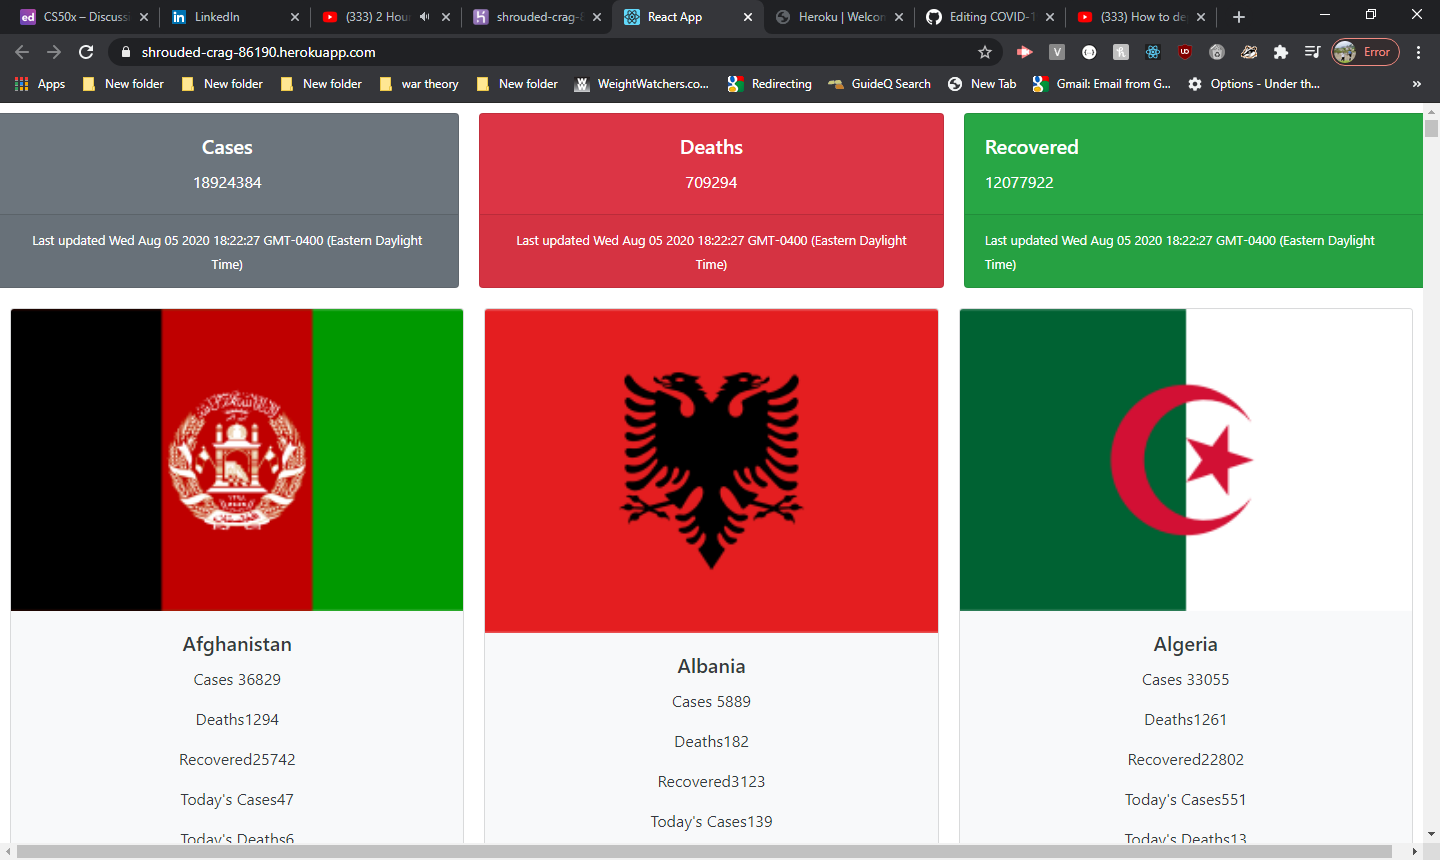 CS50x – Discussi
LinkedIn
(333) 2 Hour
shrouded-crag-8
React App
Heroku | Welcom
Editing COVID-1
(333) How to de
shrouded-crag-86190.herokuapp.com
Error
Apps
New folder
New folder
New folder
war theory
New folder
WeightWatchers.co...
Redirecting
GuideQ Search
New Tab
Gmail: Email from G...
Options - Under th...
»
Cases
18924384
Last updated Wed Aug 05 2020 18:22:27 GMT-0400 (Eastern Daylight
Time)
Deaths
709294
Last updated Wed Aug 05 2020 18:22:27 GMT-0400 (Eastern Daylight
Time)
Recovered
12077922
Last updated Wed Aug 05 2020 18:22:27 GMT-0400 (Eastern Daylight
Time)
Afghanistan
Cases 36829
Deaths1294
Recovered25742
Today's Cases47
Today's Deaths6
Albania
Cases 5889
Deaths182
Recovered3123
Today's Cases139
Algeria
Cases 33055
Deaths1261
Recovered22802
Today's Cases551
Today's Deaths13